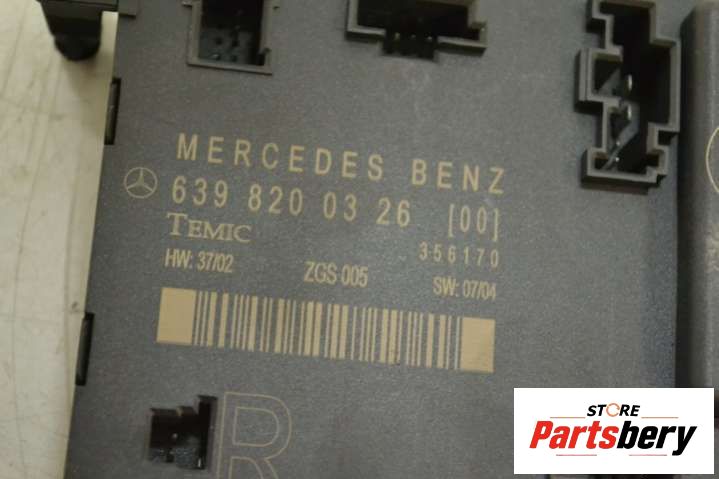 MERCEDES BENZ
639 820 03 26 [00]
TEMIC
356170
HW: 37/02 ZGS 005 SW: 07/04
R
STORE
Partsbery